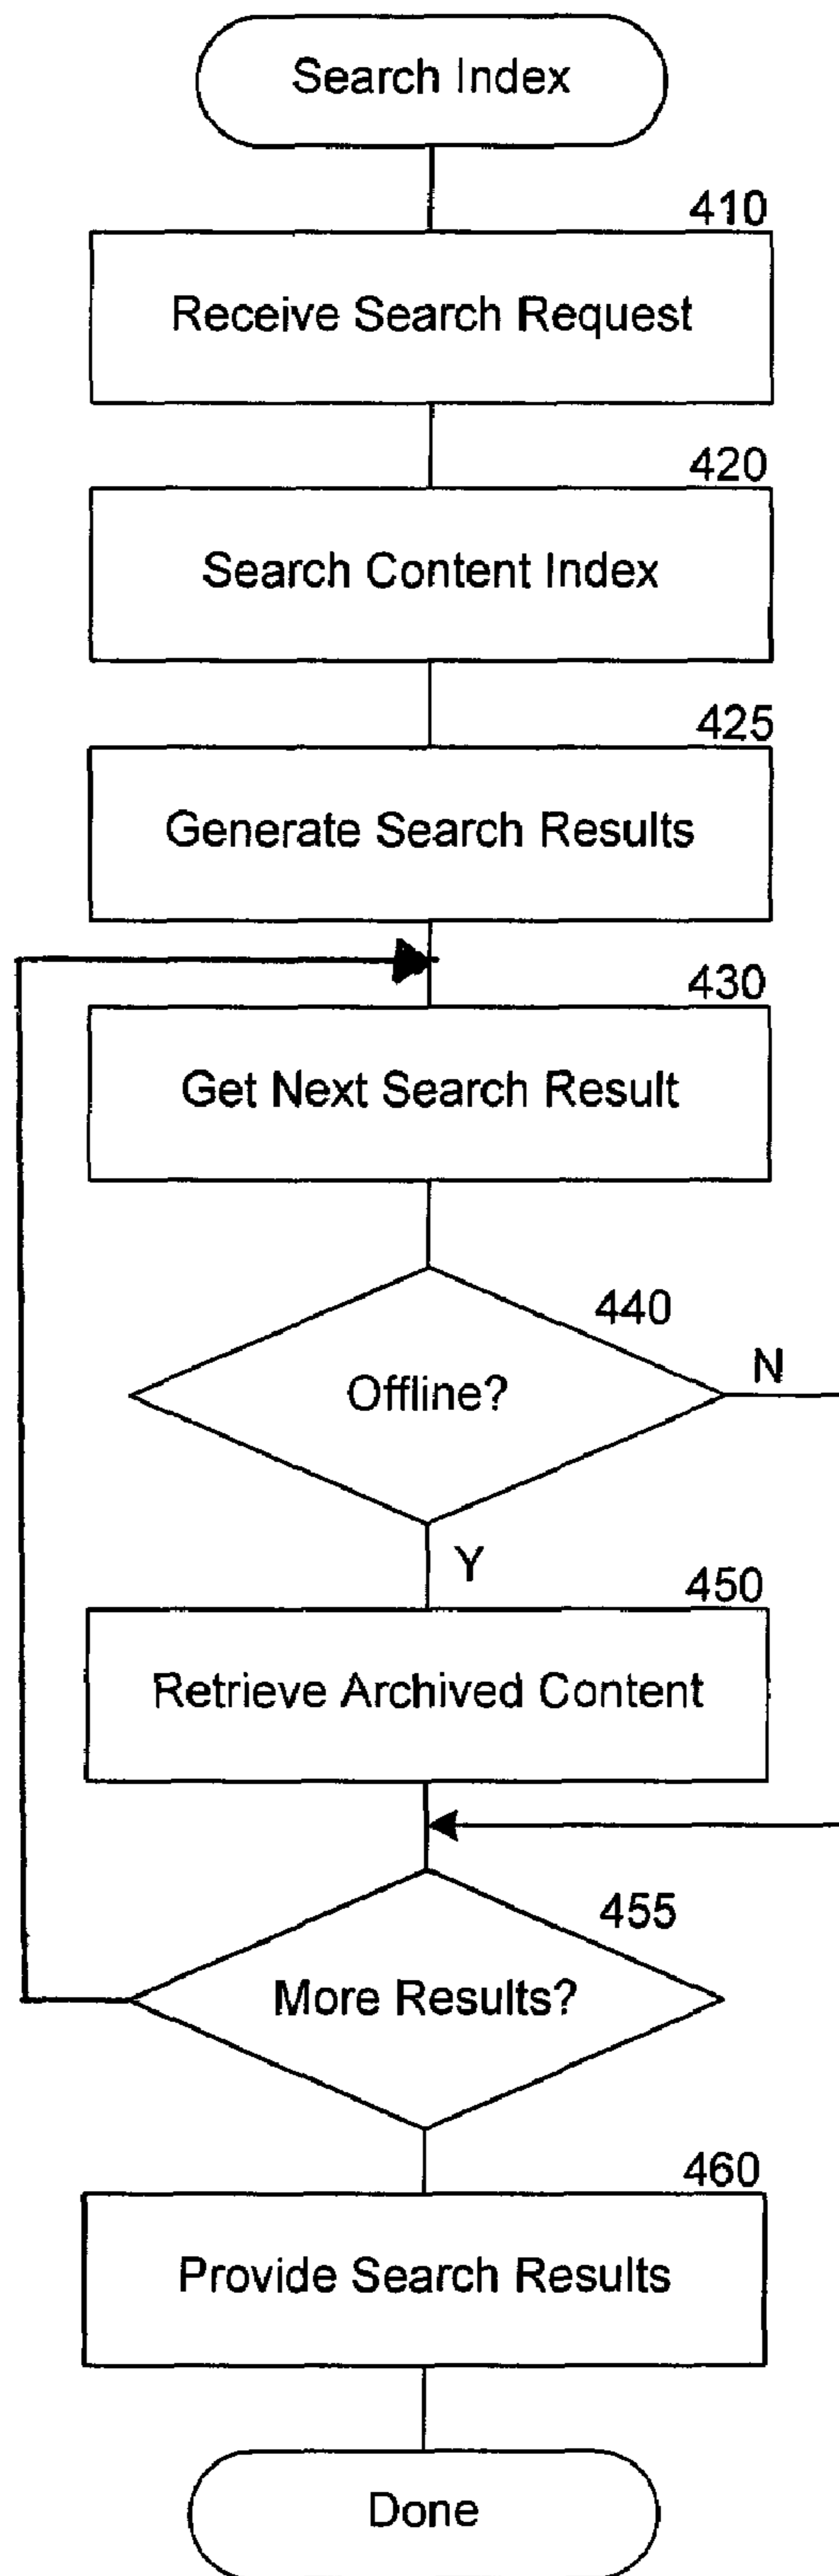 Search Index
410
Receive Search Request
420
Search Content Index
425
Generate Search Results
430
Get Next Search Result
440
Offline?
N
Y
450
Retrieve Archived Content
455
More Results?
460
Provide Search Results
Done